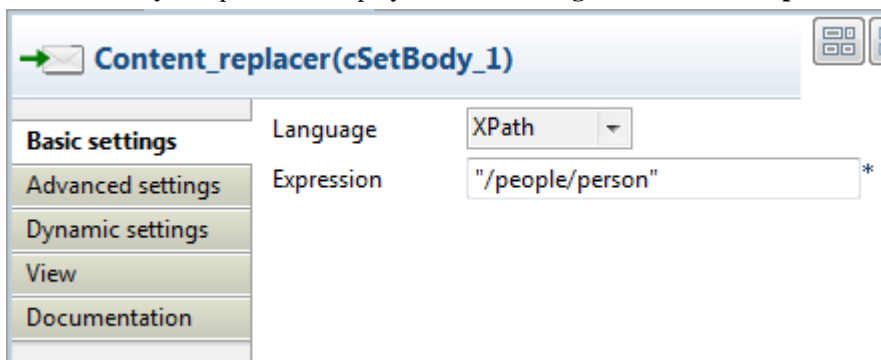 Content_replacer(cSetBody_1)
Basic settings
Language XPath
Advanced settings
Expression "/people/person" *
Dynamic settings
View
Documentation